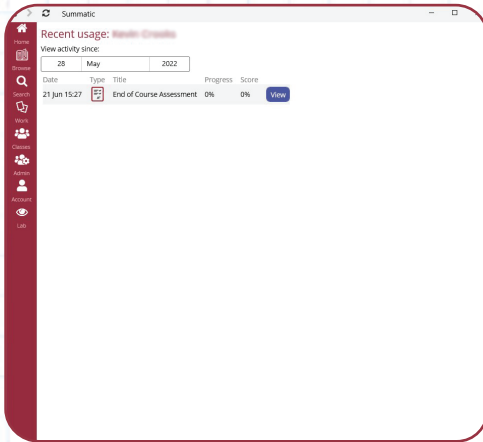 Summatic
Home
Browse
Search
Work
Classes
Admin
Account
Lab
Recent usage:
View activity since:
28 May 2022
Date Type Title Progress Score
21 Jun 15:27 End of Course Assessment 0% 0% View